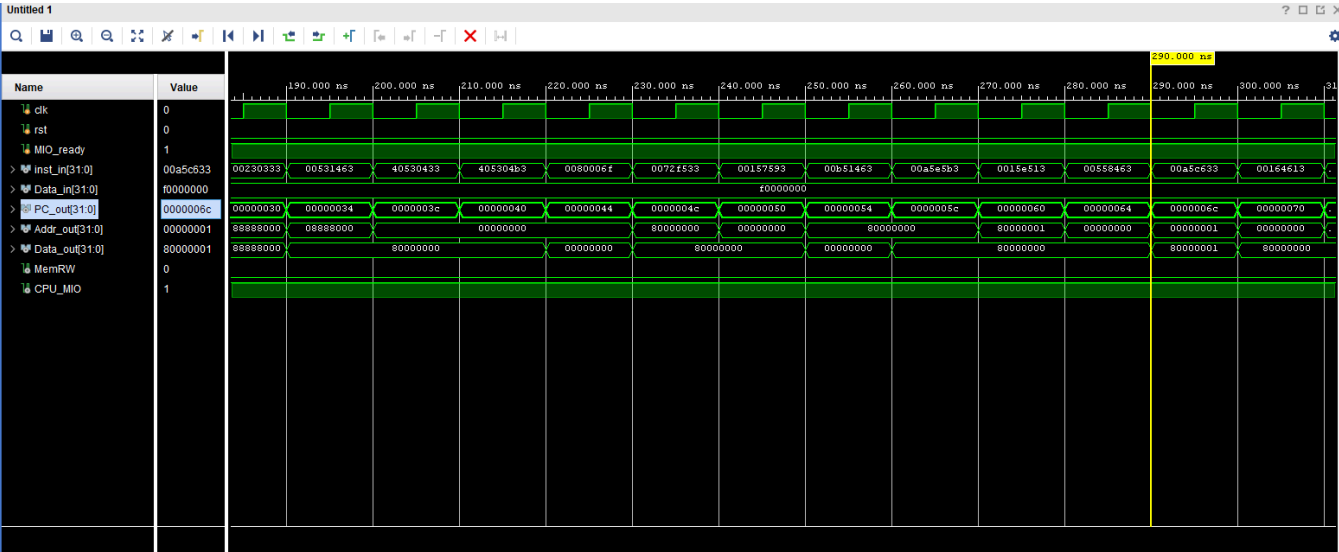 Untitled 1
290.000 ns
Name Value
190.000 ns 200.000 ns 210.000 ns 220.000 ns 230.000 ns 240.000 ns 250.000 ns 260.000 ns 270.000 ns 280.000 ns 290.000 ns 300.000 ns 31
clk 0
rst 0
MIO_ready 1
inst_in[31:0] 00a5c633 00230333 00531463 40530433 405304b3 0080006f 0072f533 00157593 00b51463 00a5e5b3 0015e513 00558463 00a5c633 00164613
Data_in[31:0] f0000000 f0000000
PC_out[31:0] 0000006c 00000030 00000034 0000003c 00000040 00000044 0000004c 00000050 00000054 0000005c 00000060 00000064 0000006c 00000070
Addr_out[31:0] 00000001 88888000 08888000 00000000 80000000 00000000 80000000 80000001 00000000 00000001 00000000
Data_out[31:0] 80000001 88888000 80000000 00000000 80000000 00000000 80000000 80000001 80000000
MemRW 0
CPU_MIO 1